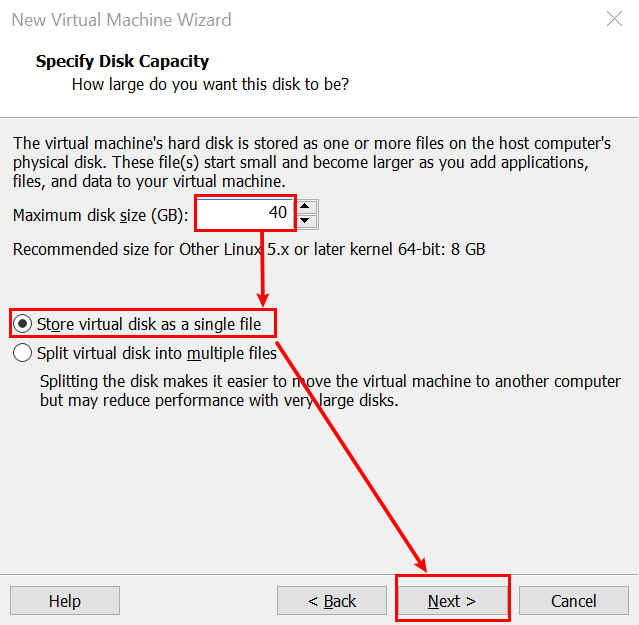 New Virtual Machine Wizard
Specify Disk Capacity
How large do you want this disk to be?
The virtual machine's hard disk is stored as one or more files on the host computer's
physical disk. These file(s) start small and become larger as you add applications,
files, and data to your virtual machine.
Maximum disk size (GB): 40
Recommended size for Other Linux 5.x or later kernel 64-bit: 8 GB
Store virtual disk as a single file
Split virtual disk into multiple files
Splitting the disk makes it easier to move the virtual machine to another computer
but may reduce performance with very large disks.
Help < Back Next > Cancel